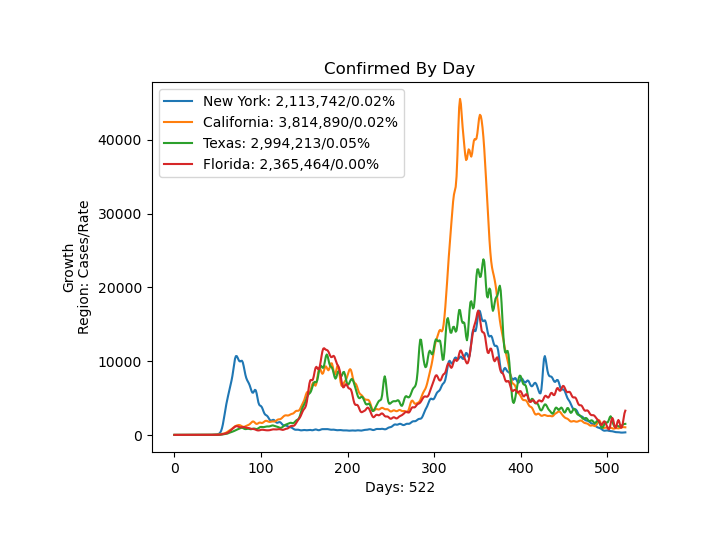 Confirmed By Day
New York: 2,113,742/0.02%
California: 3,814,890/0.02%
Texas: 2,994,213/0.05%
Florida: 2,365,464/0.00%
40000
30000
20000
10000
0
Growth
Region: Cases/Rate
0 100 200 300 400 500
Days: 522